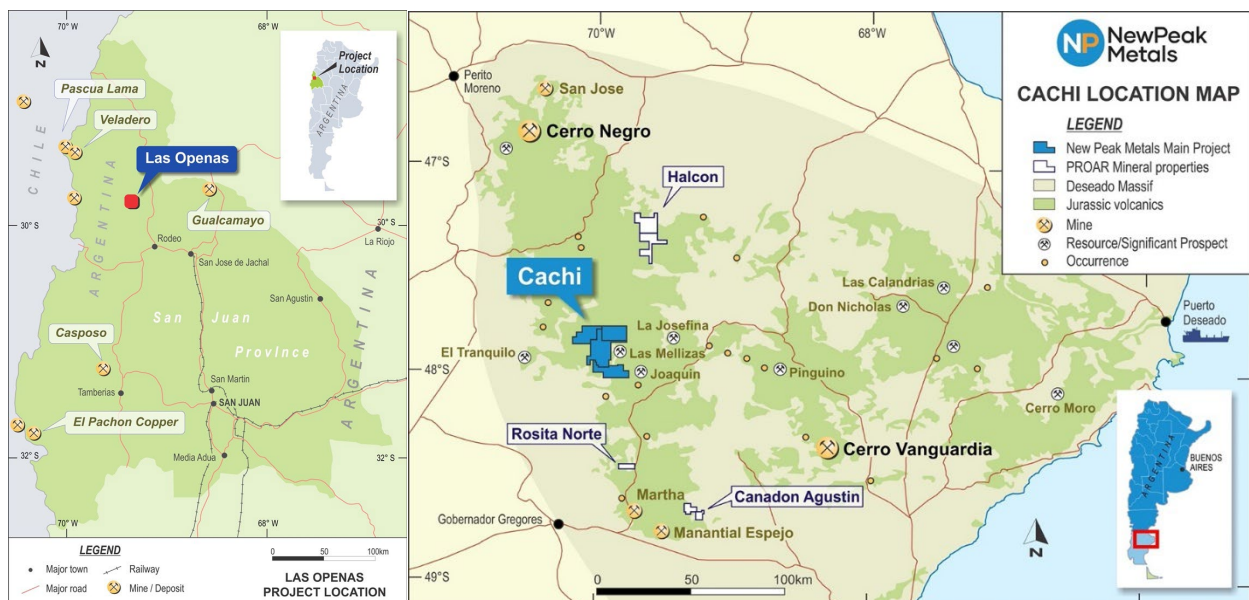 70° W
68° W
N
Project
Location
ARGENTINA
Pascua Lama
Veladero
CHILE
ARGENTINA
Las Openas
Gualcamayo
30° S
30° S
Rodeo
La Riojo
San Jose de Jachal
San Agustin
ARGENTINA
San Juan
Province
Casposo
Tamberias
San Martin
SAN JUAN
El Pachon Copper
Media Adua
32° S
32° S
70° W
68° W
LEGEND
Major town
Railway
Major road
Mine / Deposit
0 50 100km
LAS OPENAS
PROJECT LOCATION
70°W
68°W
Perito
Moreno
San Jose
Cerro Negro
47°S
Halcon
Cachi
Las Calandrias
Don Nicholas
La Josefina
El Tranquilo
Las Mellizas
48°S
Joaquin
Pinguino
Puerto
Deseado
Cerro Moro
Rosita Norte
Cerro Vanguardia
Martha
Canadon Agustin
Gobernador Gregores
Manantial Espejo
49°S
0 50 100km
N
NP NewPeak
Metals
CACHI LOCATION MAP
LEGEND
New Peak Metals Main Project
PROAR Mineral properties
Deseado Massif
Jurassic volcanics
Mine
Resource/Significant Prospect
Occurrence
ARGENTINA
BUENOS
AIRES